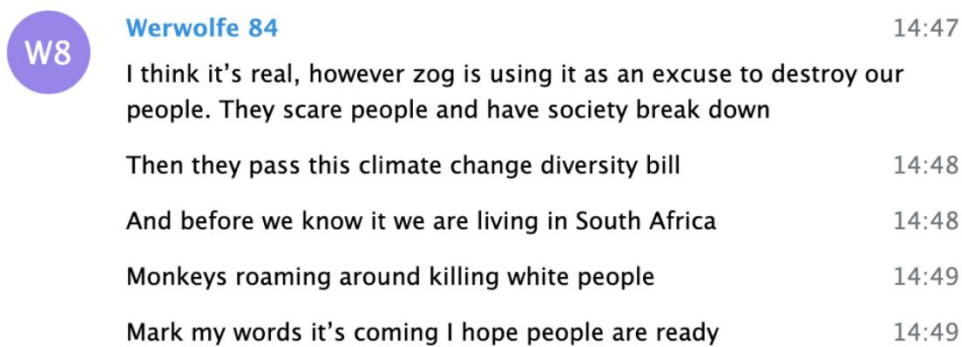 Werwolfe 84 14:47
W8
I think it's real, however zog is using it as an excuse to destroy our
people. They scare people and have society break down
Then they pass this climate change diversity bill 14:48
And before we know it we are living in South Africa 14:48
Monkeys roaming around killing white people 14:49
Mark my words it's coming I hope people are ready 14:49